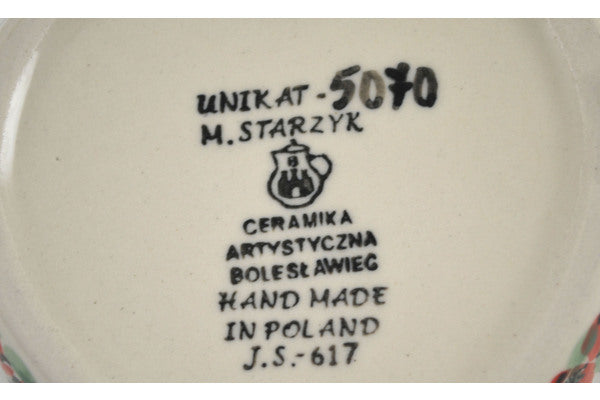 UNIKAT - 5070
M. STARZYK
B
CERAMIKA
ARTYSTYCZNA
BOLESŁAWIEC
HAND MADE
IN POLAND
J.S.-617